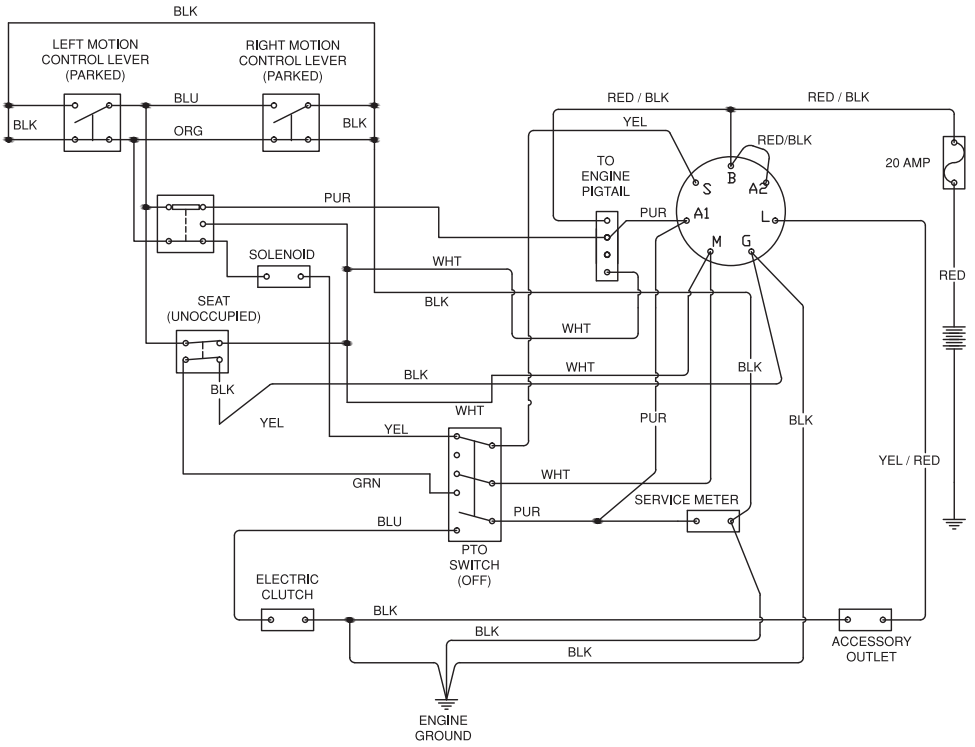 BLK
LEFT MOTION
CONTROL LEVER
(PARKED)
RIGHT MOTION
CONTROL LEVER
(PARKED)
BLU
BLK
BLK
ORG
RED / BLK
RED / BLK
YEL
RED/BLK
20 AMP
TO
ENGINE
PIGTAIL
B
S
A2
PUR
PUR
A1
L
M
G
WHT
SOLENOID
RED
BLK
SEAT
(UNOCCUPIED)
WHT
WHT
BLK
BLK
BLK
WHT
YEL
PUR
BLK
YEL
YEL / RED
WHT
GRN
SERVICE METER
PUR
BLU
PTO
SWITCH
(OFF)
ELECTRIC
CLUTCH
BLK
BLK
ACCESSORY
OUTLET
BLK
ENGINE
GROUND